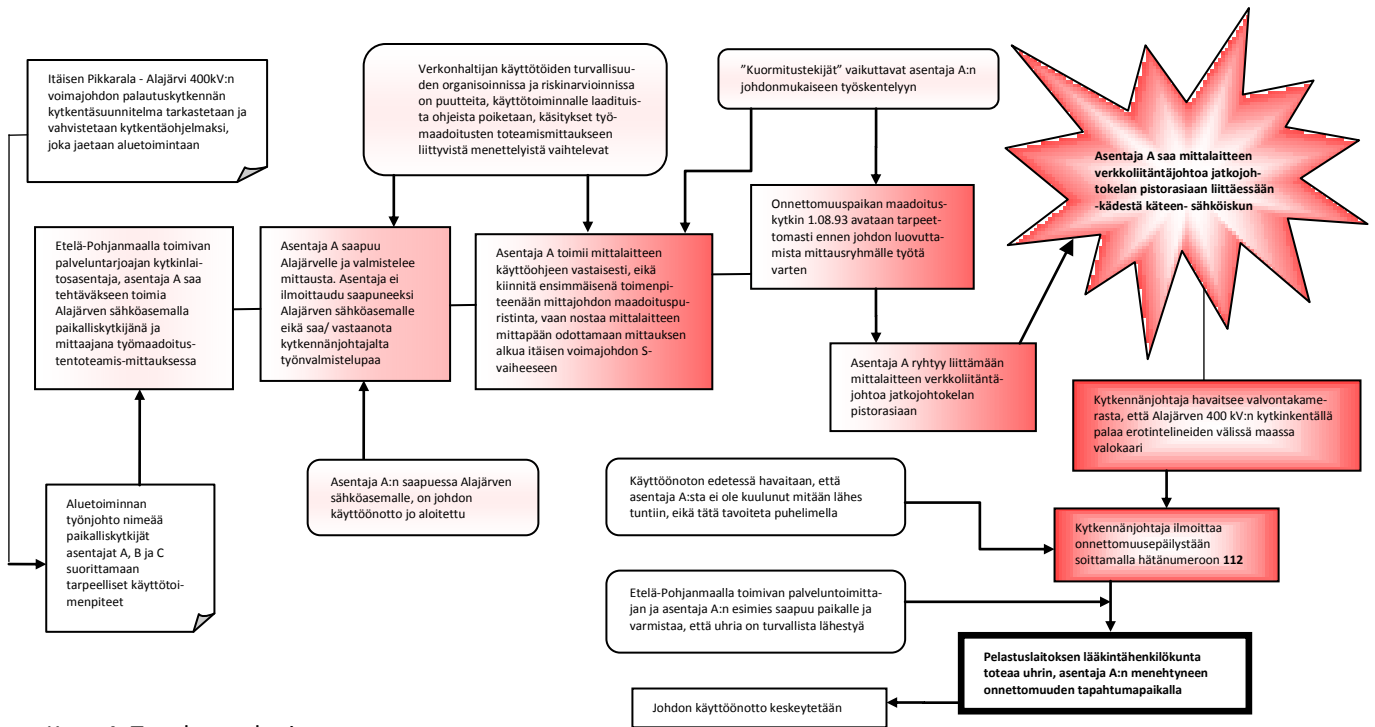 Itäisen Pikkarala - Alajärvi 400kV:n
voimajohdon palautuskytkennän
kytkentäsuunnitelma tarkastetaan ja
vahvistetaan kytkentäohjelmaksi,
joka jaetaan aluetoimintaan
Verkonhaltijan käyttötöiden turvallisuu-
den organisoinnissa ja riskinarvioinnissa
on puutteita, käyttötoiminnalle laadituis-
ta ohjeista poiketaan, käsitykset työ-
maadoitusten toteamismittaukseen
liittyvistä menettelyistä vaihtelevat
”Kuormitustekijät” vaikuttavat asentaja A:n
johdonmukaiseen työskentelyyn
Asentaja A saa mittalaitteen
verkkoliitäntäjohtoa jatkojoh-
tokelan pistorasiaan liittäessään
-kädestä käteen- sähköiskun
Etelä-Pohjanmaalla toimivan
palveluntarjoajan kytkinlai-
tosasentaja, asentaja A saa
tehtäväkseen toimia
Alajärven sähköasemalla
paikalliskytkijänä ja
mittaajana työmaadoitus-
tentoteamis-mittauksessa
Asentaja A saapuu
Alajärvelle ja valmistelee
mittausta. Asentaja ei
ilmoittaudu saapuneeksi
Alajärven sähköasemalle
eikä saa/ vastaanota
kytkennänjohtajalta
työnvalmistelupaa
Asentaja A toimii mittalaitteen
käyttöohjeen vastaisesti, eikä
kiinnitä ensimmäisenä toimenpi-
teenään mittajohdon maadoituspu-
ristinta, vaan nostaa mittalaitteen
mittapään odottamaan mittauksen
alkua itäisen voimajohdon S-
vaiheeseen
Onnettomuuspaikan maadoitus-
kytkin 1.08.93 avataan tarpeet-
tomasti ennen johdon luovutta-
mista mittausryhmälle työtä
varten
Asentaja A ryhtyy liittämään
mittalaitteen verkkoliitäntä-
johtoa jatkojohtokelan
pistorasiaan
Kytkennänjohtaja havaitsee valvontakame-
rasta, että Alajärven 400 kV:n kytkinkentällä
palaa erotintelineiden välissä maassa
valokaari
Aluetoiminnan
työnjohto nimeää
paikalliskytkijät
asentajat A, B ja C
suorittamaan
tarpeelliset käyttötoi-
menpiteet
Asentaja A:n saapuessa Alajärven
sähköasemalle, on johdon
käyttöönotto jo aloitettu
Käyttöönoton edetessä havaitaan, että
asentaja A:sta ei ole kuulunut mitään lähes
tuntiin, eikä tätä tavoiteta puhelimella
Kytkennänjohtaja ilmoittaa
onnettomuusepäilystään
soittamalla hätänumeroon 112
Etelä-Pohjanmaalla toimivan palveluntoimitta-
jan ja asentaja A:n esimies saapuu paikalle ja
varmistaa, että uhria on turvallista lähestyä
Pelastuslaitoksen lääkintähenkilökunta
toteaa uhrin, asentaja A:n menehtyneen
onnettomuuden tapahtumapaikalla
Johdon käyttöönotto keskeytetään